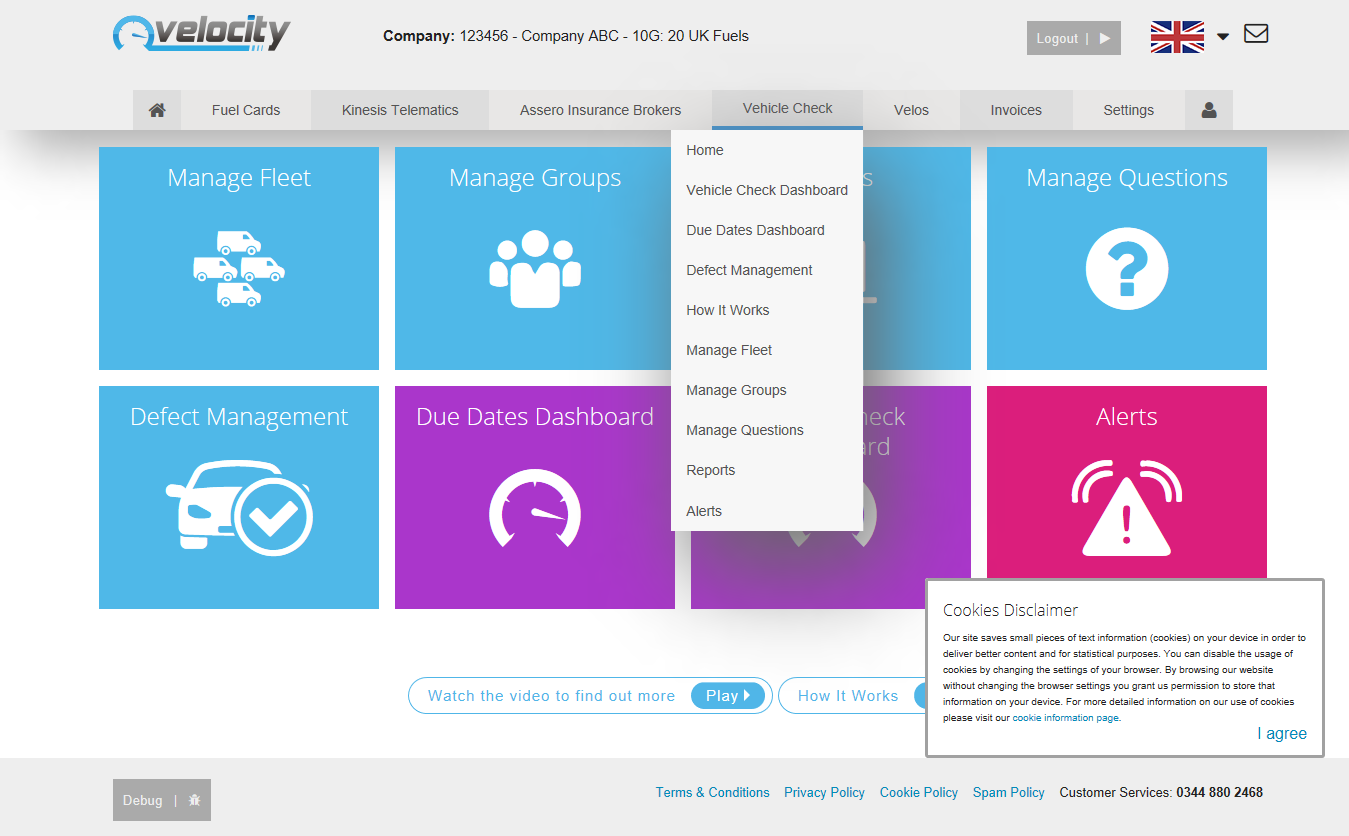 velocity
Company: 123456 - Company ABC - 10G: 20 UK Fuels
Logout |
Fuel Cards
Kinesis Telematics
Assero Insurance Brokers
Vehicle Check
Velos
Invoices
Settings
Home
Vehicle Check Dashboard
Due Dates Dashboard
Defect Management
How It Works
Manage Fleet
Manage Groups
Manage Questions
Reports
Alerts
Manage Fleet
Manage Groups
Manage Questions
Defect Management
Due Dates Dashboard
Alerts
Cookies Disclaimer
Our site saves small pieces of text information (cookies) on your device in order to
deliver better content and for statistical purposes. You can disable the usage of
cookies by changing the settings of your browser. By browsing our website
without changing the browser settings you grant us permission to store that
information on your device. For more detailed information on our use of cookies
please visit our cookie information page.
I agree
Watch the video to find out more
Play
How It Works
Debug |
Terms & Conditions
Privacy Policy
Cookie Policy
Spam Policy
Customer Services: 0344 880 2468